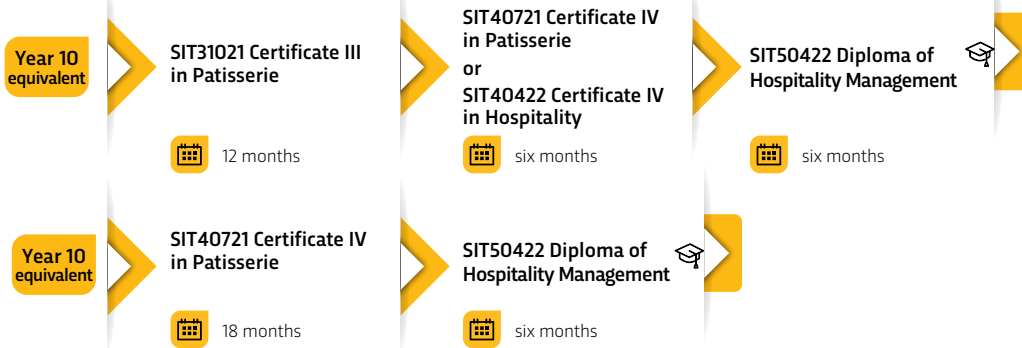 Year 10
equivalent
SIT31021 Certificate III
in Patisserie
12 months
SIT40721 Certificate IV
in Patisserie
or
SIT40422 Certificate IV
in Hospitality
six months
SIT50422 Diploma of
Hospitality Management
six months
Year 10
equivalent
SIT40721 Certificate IV
in Patisserie
18 months
SIT50422 Diploma of
Hospitality Management
six months